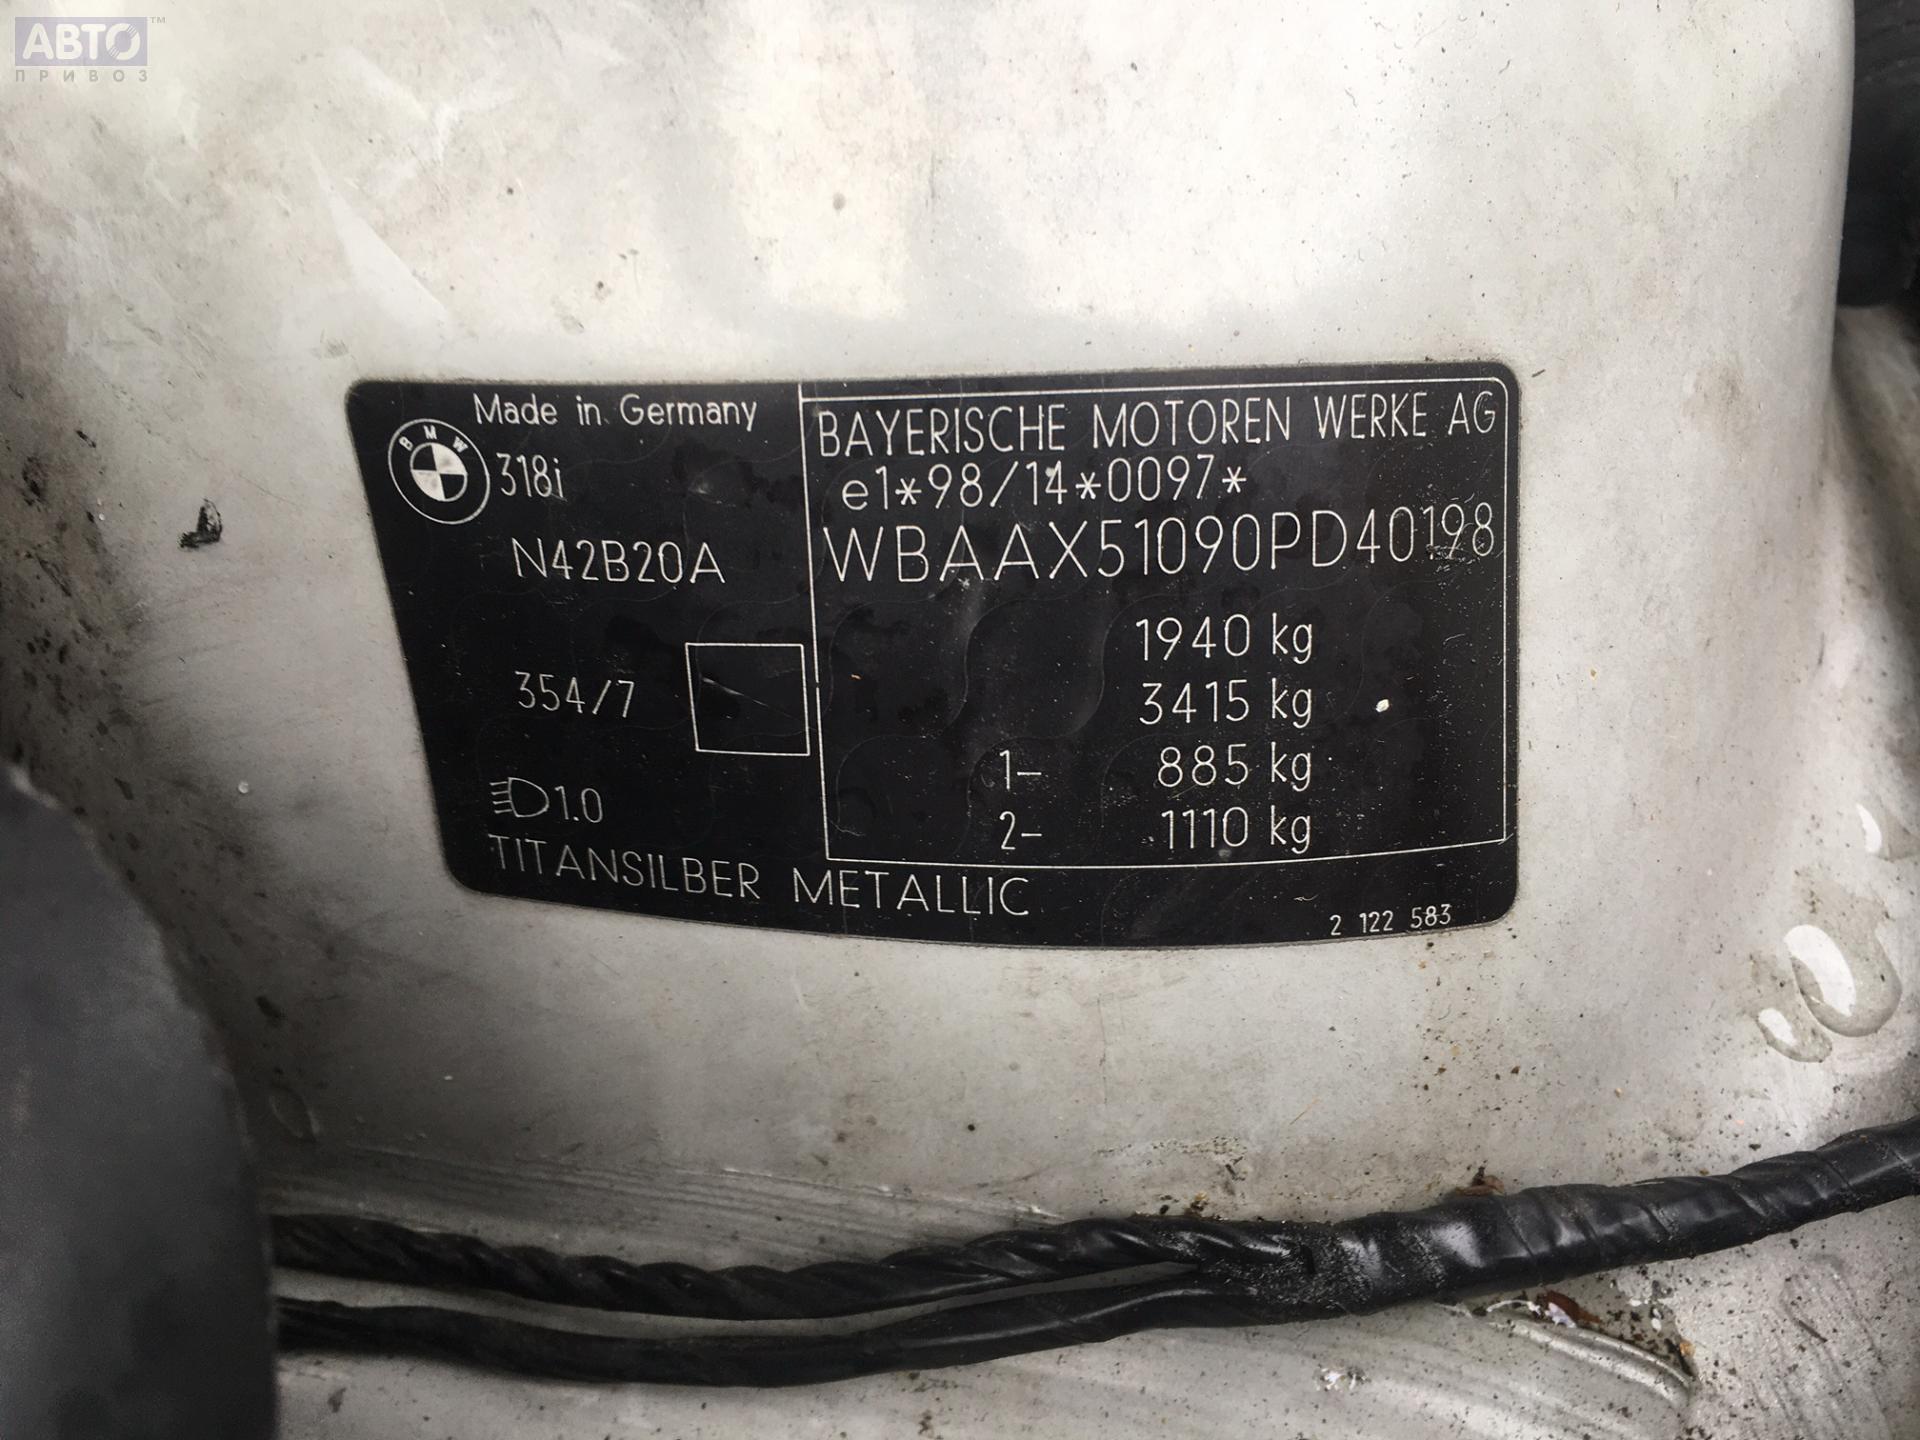 АВТО™
ПРИВОЗ
Made in Germany
BMW
318i
N42B20A
354/7
1.0
TITANSILBER METALLIC
BAYERISCHE MOTOREN WERKE AG
e1*98/14*0097*
WBAAX51090PD40198
1940 kg
3415 kg
1- 885 kg
2- 1110 kg
2 122 583